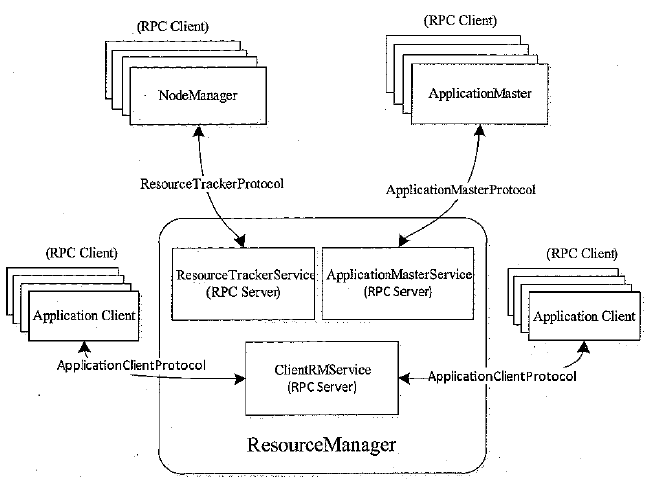 (RPC Client)
NodeManager
(RPC Client)
ApplicationMaster
ResourceTrackerProtocol
ApplicationMasterProtocol
(RPC Client)
Application Client
ResourceTrackerService
(RPC Server)
ApplicationMasterService
(RPC Server)
(RPC Client)
Application Client
ApplicationClientProtocol
ClientRMService
(RPC Server)
ApplicationClientProtocol
ResourceManager